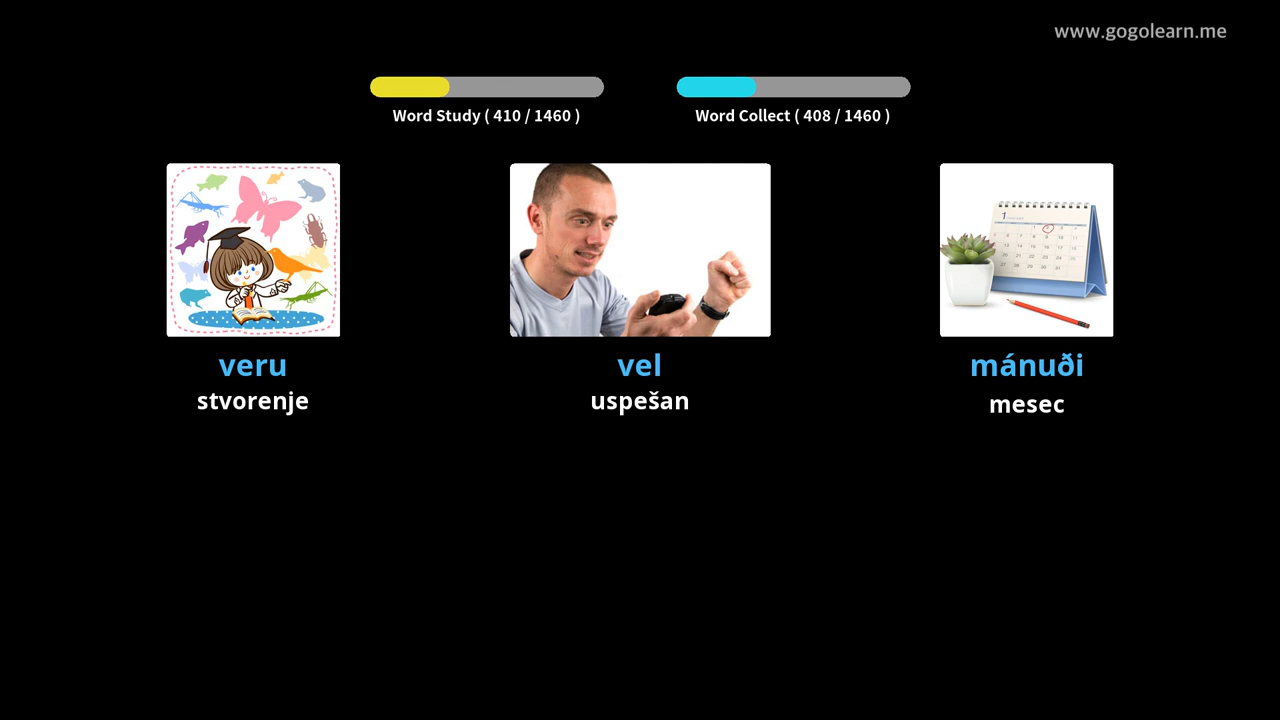 www.gogolearn.me
Word Study ( 410 / 1460 )
Word Collect ( 408 / 1460 )
veru
stvorenje
vel
uspešan
mánuði
mesec